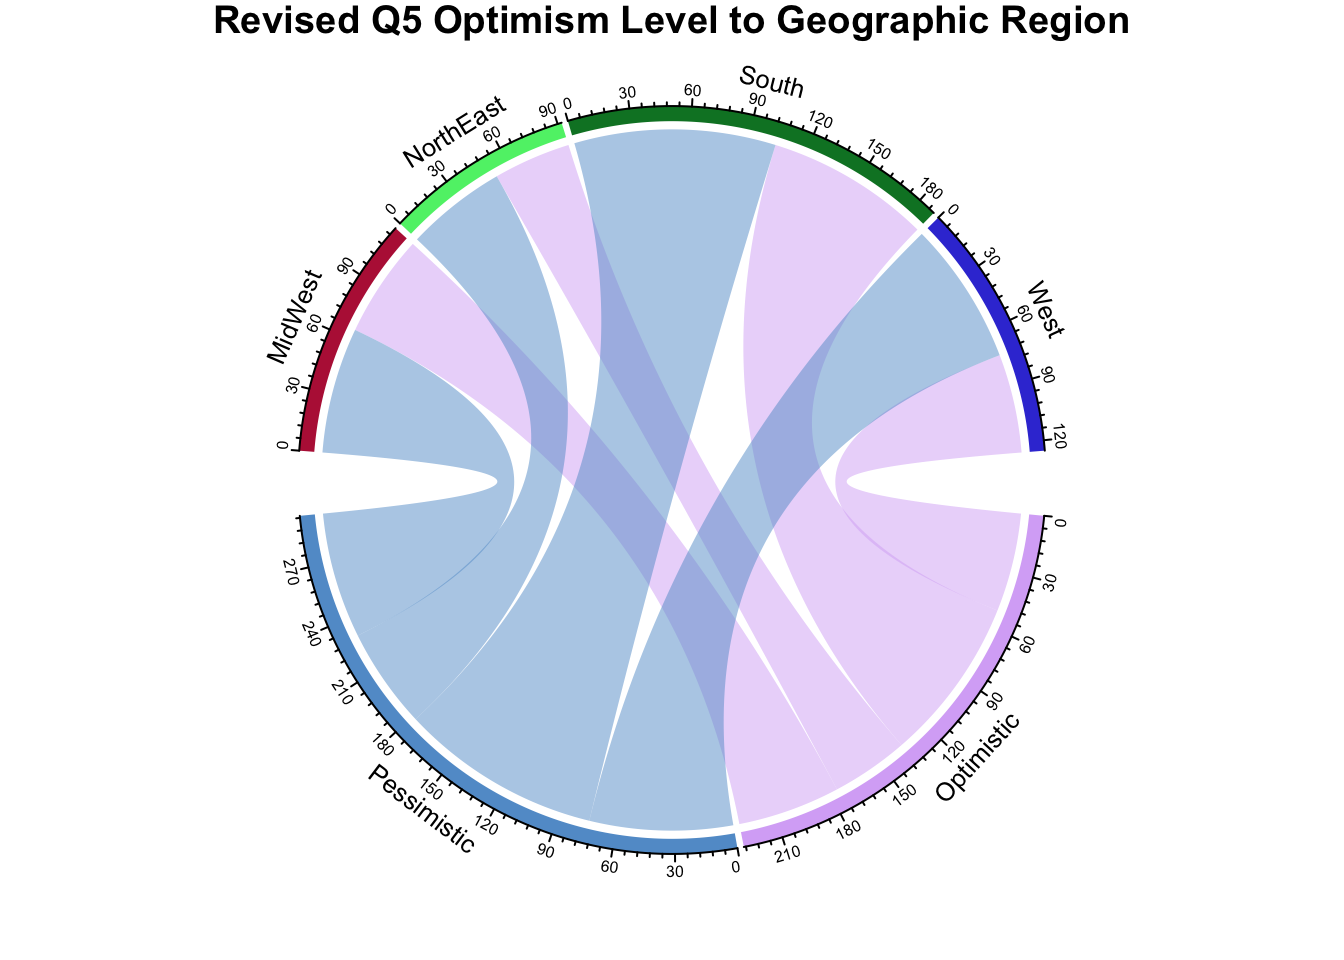 Revised Q5 Optimism Level to Geographic Region
MidWest
0 30 60 90
NorthEast
0 30 60 90
South
0 30 60 90 120 150 180
West
0 30 60 90 120
Optimistic
0 30 60 90 120 150 180 210
Pessimistic
0 30 60 90 120 150 180 210 240 270